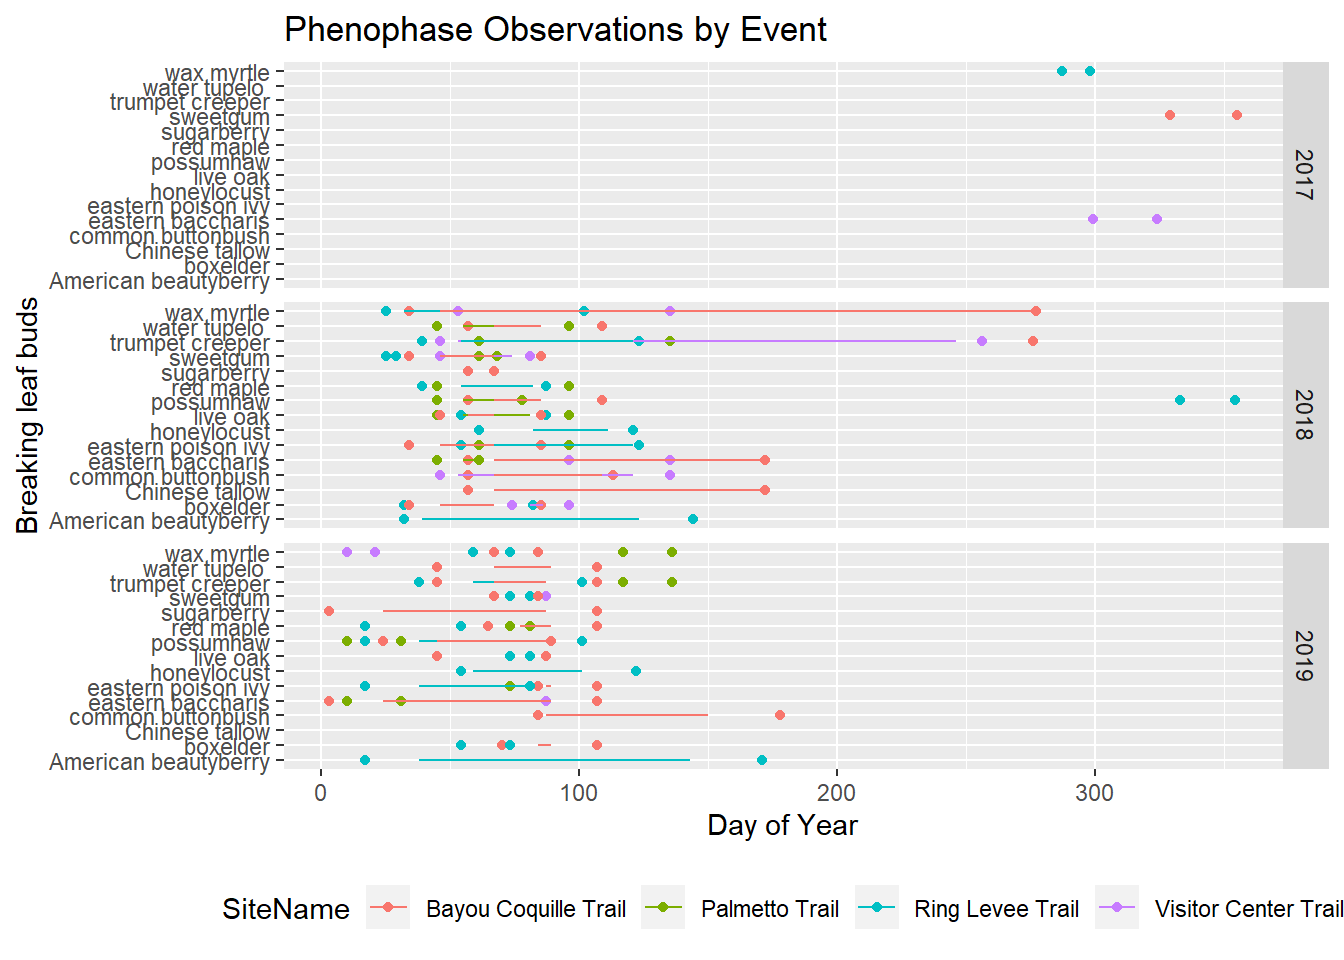 Phenophase Observations by Event
Breaking leaf buds
wax myrtle
water tupelo
trumpet creeper
sweetgum
sugarberry
red maple
possumhaw
live oak
honeylocust
eastern poison ivy
eastern baccharis
common buttonbush
Chinese tallow
boxelder
American beautyberry
2017
wax myrtle
water tupelo
trumpet creeper
sweetgum
sugarberry
red maple
possumhaw
live oak
honeylocust
eastern poison ivy
eastern baccharis
common buttonbush
Chinese tallow
boxelder
American beautyberry
2018
wax myrtle
water tupelo
trumpet creeper
sweetgum
sugarberry
red maple
possumhaw
live oak
honeylocust
eastern poison ivy
eastern baccharis
common buttonbush
Chinese tallow
boxelder
American beautyberry
2019
0 100 200 300
Day of Year
SiteName Bayou Coquille Trail Palmetto Trail Ring Levee Trail Visitor Center Trail